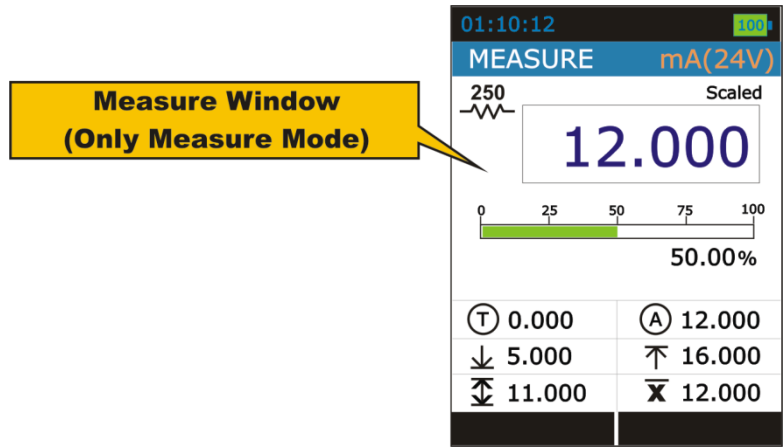 01:10:12 100
MEASURE mA(24V)
Measure Window
(Only Measure Mode)
250 Scaled
12.000
0 25 50 75 100
50.00%
T 0.000 A 12.000
5.000 16.000
11.000 x 12.000